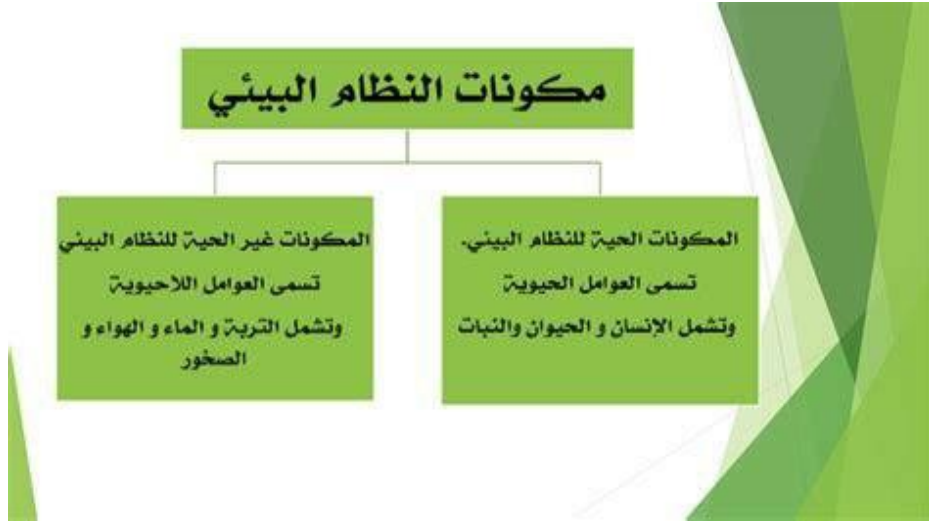 مكونات النظام البيئي
المكونات الحية للنظام البيئي.
تسمى العوامل الحيوية
وتشمل الإنسان و الحيوان والنبات
المكونات غير الحية للنظام البيئي
تسمى العوامل اللاحيوية
وتشمل التربة و الماء و الهواء و
الصخور